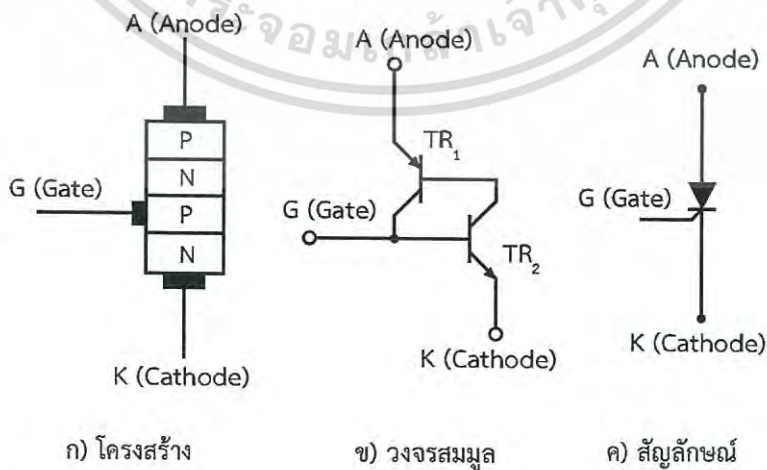 A (Anode)
P
N
P
N
G (Gate)
K (Cathode)
ก) โครงสร้าง
A (Anode)
TR1
G (Gate)
TR2
K (Cathode)
ข) วงจรสมมูล
A (Anode)
G (Gate)
K (Cathode)
ค) สัญลักษณ์